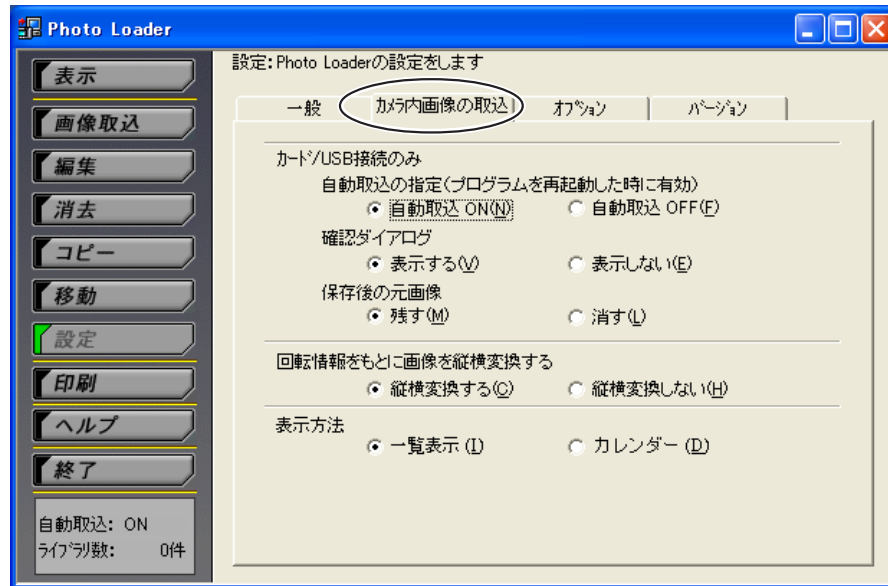 Photo Loader
表示
画像取込
編集
消去
コピー
移動
設定
印刷
ヘルプ
終了
自動取込: ON
ﾗｲﾌﾞﾗﾘ数: 0件
設定:Photo Loaderの設定をします
一般 ｶﾒﾗ内画像の取込 ｵﾌﾟｼｮﾝ ﾊﾞｰｼﾞｮﾝ
ｶｰﾄﾞ/USB接続のみ
自動取込の指定(プログラムを再起動した時に有効)
自動取込 ON(N) 自動取込 OFF(F)
確認ダイアログ
表示する(V) 表示しない(E)
保存後の元画像
残す(M) 消す(L)
回転情報をもとに画像を縦横変換する
縦横変換する(C) 縦横変換しない(H)
表示方法
一覧表示 (I) カレンダー (D)